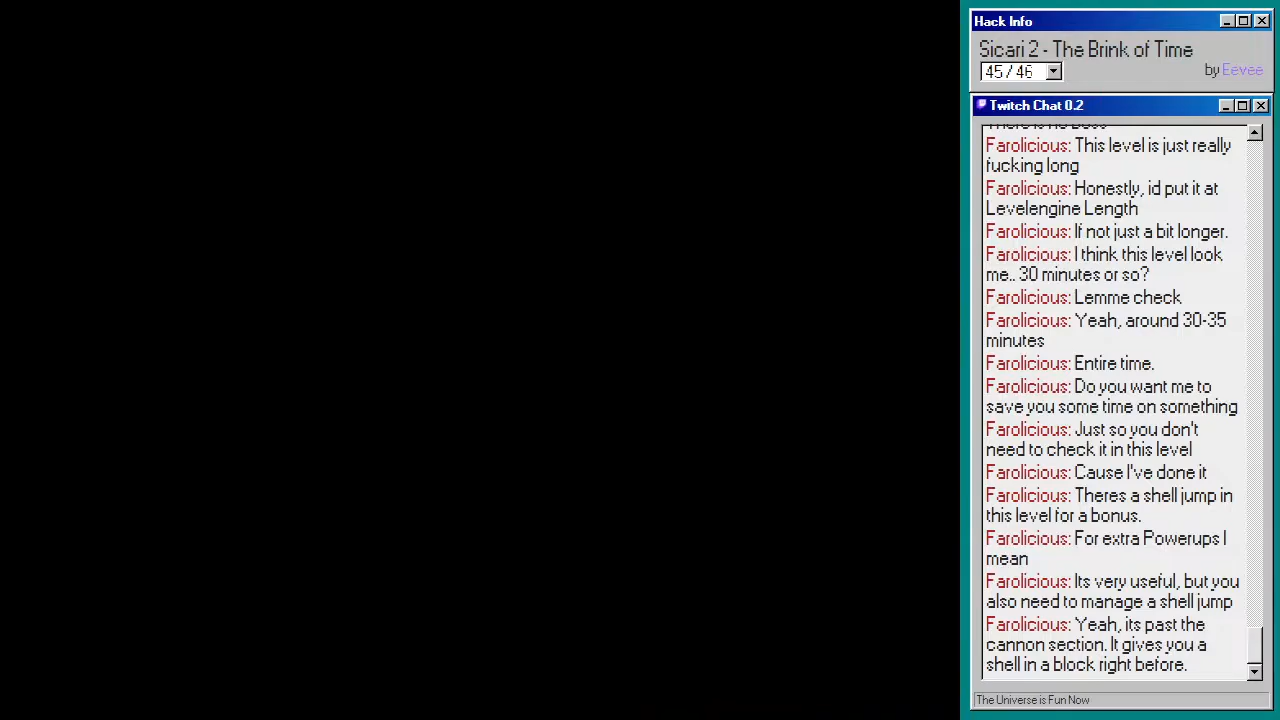 Hack Info
Sicari 2 - The Brink of Time
45/46
by Eevee
Twitch Chat 0.2
There is no boss
Farolicious: This level is just really
fucking long
Farolicious: Honestly, id put it at
Levelengine Length
Farolicious: If not just a bit longer.
Farolicious: I think this level look
me.. 30 minutes or so?
Farolicious: Lemme check
Farolicious: Yeah, around 30-35
minutes
Farolicious: Entire time.
Farolicious: Do you want me to
save you some time on something
Farolicious: Just so you don't
need to check it in this level
Farolicious: Cause I've done it
Farolicious: Theres a shell jump in
this level for a bonus.
Farolicious: For extra Powerups I
mean
Farolicious: Its very useful, but you
also need to manage a shell jump
Farolicious: Yeah, its past the
cannon section. It gives you a
shell in a block right before.
The Universe is Fun Now